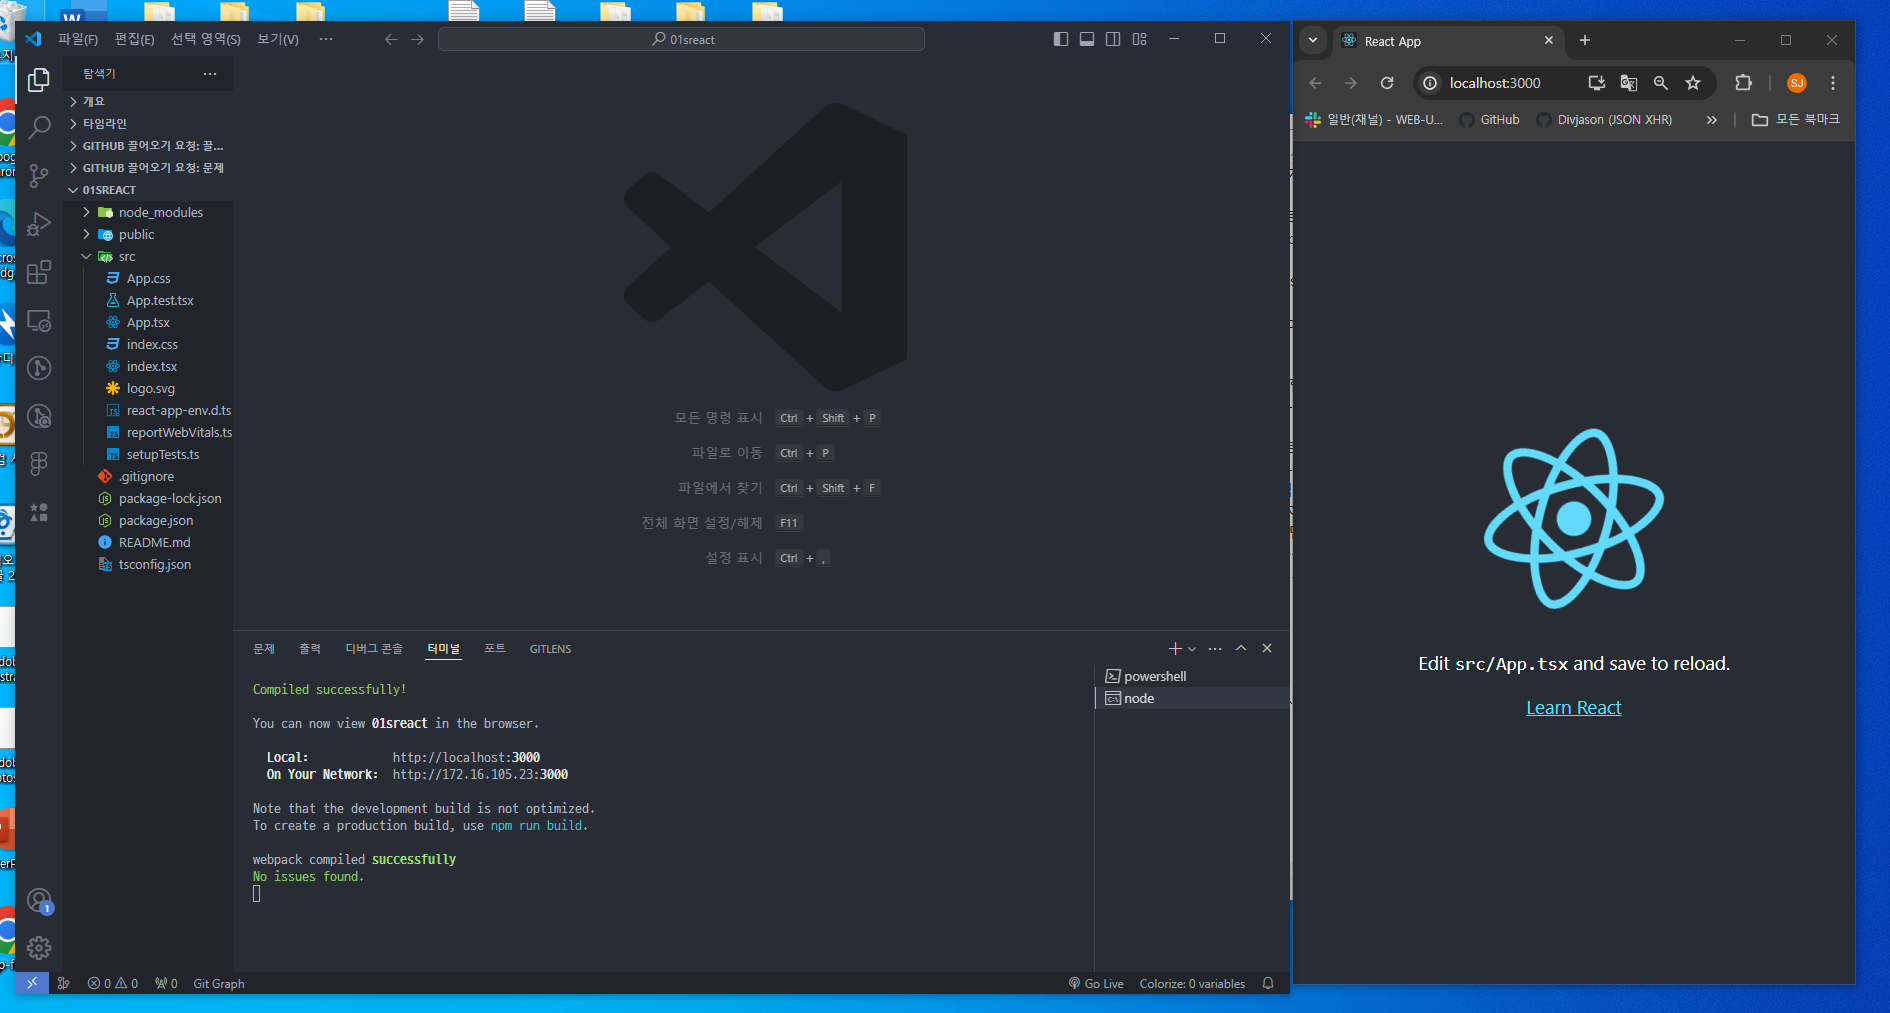 파일(F) 편집(E) 선택 영역(S) 보기(V) ···
01sreact
탐색기
개요
타임라인
GITHUB 끌어오기 요청: 끌...
GITHUB 끌어오기 요청: 문제
01SREACT
node_modules
public
src
App.css
App.test.tsx
App.tsx
index.css
index.tsx
logo.svg
react-app-env.d.ts
reportWebVitals.ts
setupTests.ts
.gitignore
package-lock.json
package.json
README.md
tsconfig.json
모든 명령 표시 Ctrl + Shift + P
파일로 이동 Ctrl + P
파일에서 찾기 Ctrl + Shift + F
전체 화면 설정/해제 F11
설정 표시 Ctrl + ,
문제 출력 디버그 콘솔 터미널 포트 GITLENS
Compiled successfully!
You can now view 01sreact in the browser.
Local: http://localhost:3000
On Your Network: http://172.16.105.23:3000
Note that the development build is not optimized.
To create a production build, use npm run build.
webpack compiled successfully
No issues found.
powershell
node
1
0 0 0 Git Graph
Go Live Colorize: 0 variables
React App
localhost:3000
SJ
일반(채널) - WEB-U... GitHub Divjason (JSON XHR) » 모든 북마크
Edit src/App.tsx and save to reload.
Learn React